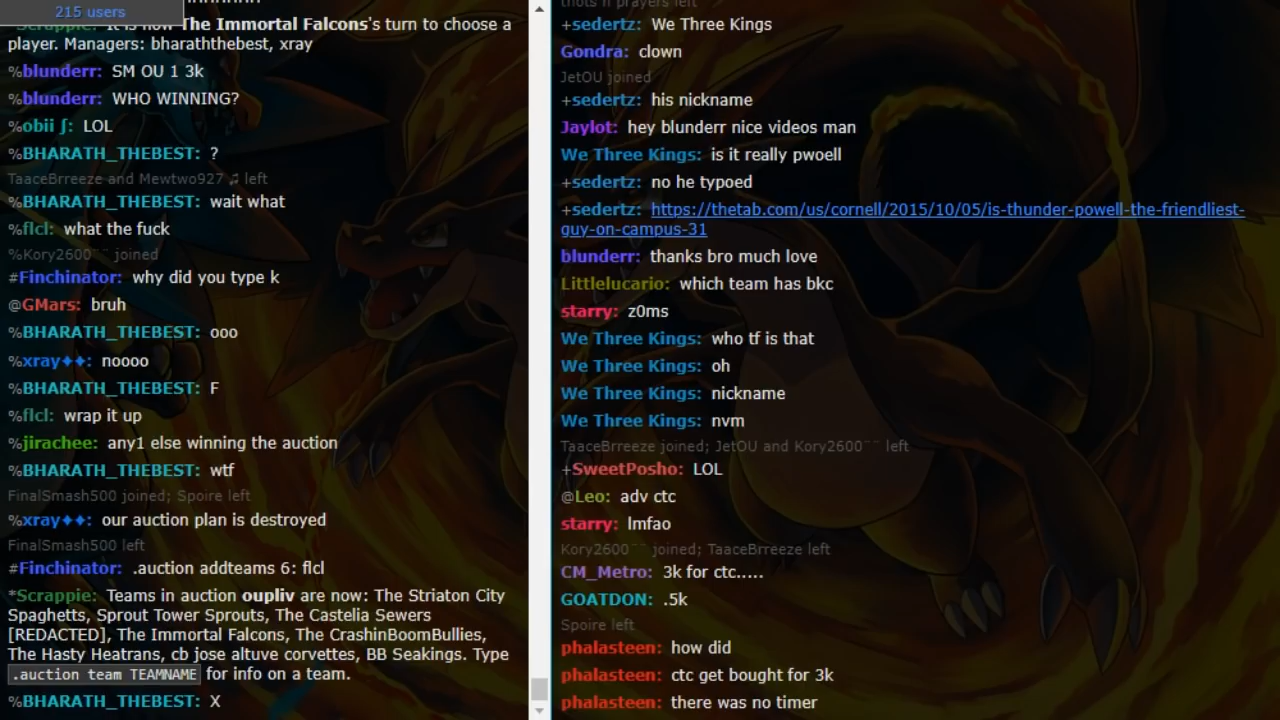 215 users
Scrappie: It is now The Immortal Falcons's turn to choose a
player. Managers: bharaththebest, xray
%blunderr: SM OU 1 3k
%blunderr: WHO WINNING?
%obii ʃ: LOL
%BHARATH_THEBEST: ?
TaaceBrreeze and Mewtwo927 ♫ left
%BHARATH_THEBEST: wait what
%flcl: what the fuck
%Kory2600¯¯ joined
#Finchinator: why did you type k
@GMars: bruh
%BHARATH_THEBEST: ooo
%xray✦✦: noooo
%BHARATH_THEBEST: F
%flcl: wrap it up
%jirachee: any1 else winning the auction
%BHARATH_THEBEST: wtf
FinalSmash500 joined; Spoire left
%xray✦✦: our auction plan is destroyed
FinalSmash500 left
#Finchinator: .auction addteams 6: flcl
*Scrappie: Teams in auction oupliv are now: The Striaton City
Spaghetts, Sprout Tower Sprouts, The Castelia Sewers
[REDACTED], The Immortal Falcons, The CrashinBoomBullies,
The Hasty Heatrans, cb jose altuve corvettes, BB Seakings. Type
.auction team TEAMNAME for info on a team.
%BHARATH_THEBEST: X
thots n prayers left
+sedertz: We Three Kings
Gondra: clown
JetOU joined
+sedertz: his nickname
Jaylot: hey blunderr nice videos man
We Three Kings: is it really pwoell
+sedertz: no he typoed
+sedertz: https://thetab.com/us/cornell/2015/10/05/is-thunder-powell-the-friendliest-
guy-on-campus-31
blunderr: thanks bro much love
Littlelucario: which team has bkc
starry: z0ms
We Three Kings: who tf is that
We Three Kings: oh
We Three Kings: nickname
We Three Kings: nvm
TaaceBrreeze joined; JetOU and Kory2600¯¯ left
+SweetPosho: LOL
@Leo: adv ctc
starry: lmfao
Kory2600¯¯ joined; TaaceBrreeze left
CM_Metro: 3k for ctc.....
GOATDON: .5k
Spoire left
phalasteen: how did
phalasteen: ctc get bought for 3k
phalasteen: there was no timer